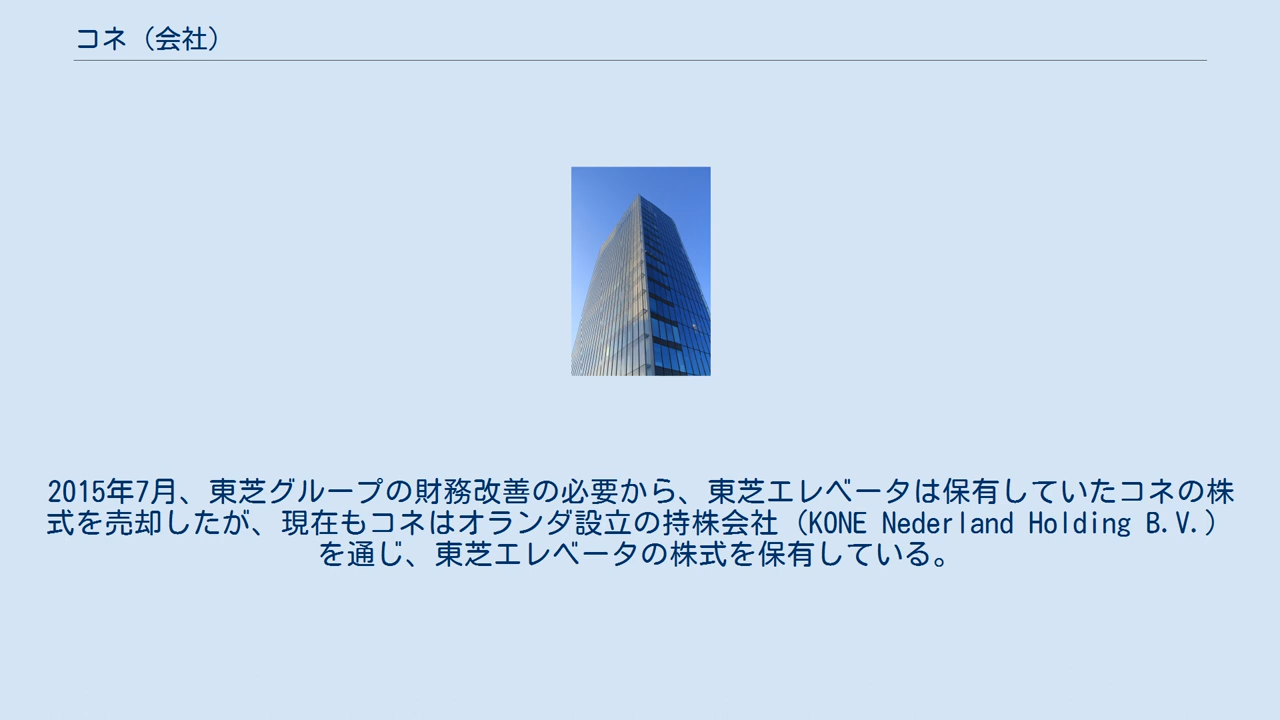 コネ（会社）
2015年7月、東芝グループの財務改善の必要から、東芝エレベータは保有していたコネの株
式を売却したが、現在もコネはオランダ設立の持株会社（KONE Nederland Holding B.V.）
を通じ、東芝エレベータの株式を保有している。